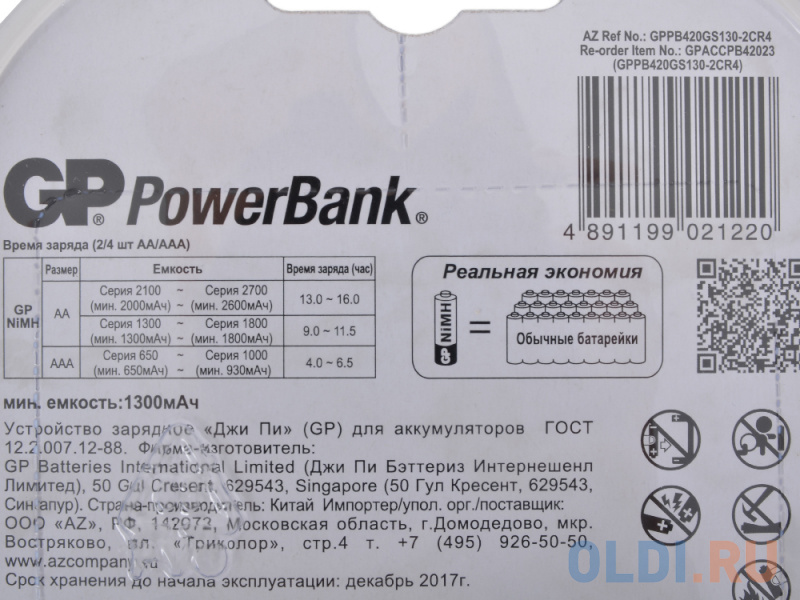 AZ Ref No.: GPPB420GS130-2CR4
Re-order Item No.: GPACCPB42023
(GPPB420GS130-2CR4)
GP® PowerBank®
4 891199 021220
Время заряда (2/4 шт AA/AAA)
Размер Емкость Время заряда (час)
GP NiMH
AA
Серия 2100 ~ Серия 2700
(мин. 2000мАч) ~ (мин. 2600мАч)
13.0 ~ 16.0
Серия 1300 ~ Серия 1800
(мин. 1300мАч) ~ (мин. 1800мАч)
9.0 ~ 11.5
AAA
Серия 650 ~ Серия 1000
(мин. 650мАч) (мин. 930мАч)
4.0 ~ 6.5
Реальная экономия
GP NiMH = Обычные батарейки
мин. емкость:1300мАч
Устройство зарядное «Джи Пи» (GP) для аккумуляторов ГОСТ
12.2.007.12-88. Фирма-изготовитель:
GP Batteries International Limited (Джи Пи Бэттериз Интернешенл
Лимитед), 50 Gul Cresent, 629543, Singapore (50 Гул Кресент, 629543,
Сингапур). Страна-производитель: Китай Импортер/упол. орг./поставщик:
ООО «AZ», РФ, 142072, Московская область, г.Домодедово, мкр.
Востряково, вл. «Триколор», стр.4 т. +7 (495) 926-50-50,
www.azcompany.ru
Срок хранения до начала эксплуатации: декабрь 2017г.
OLDI.RU